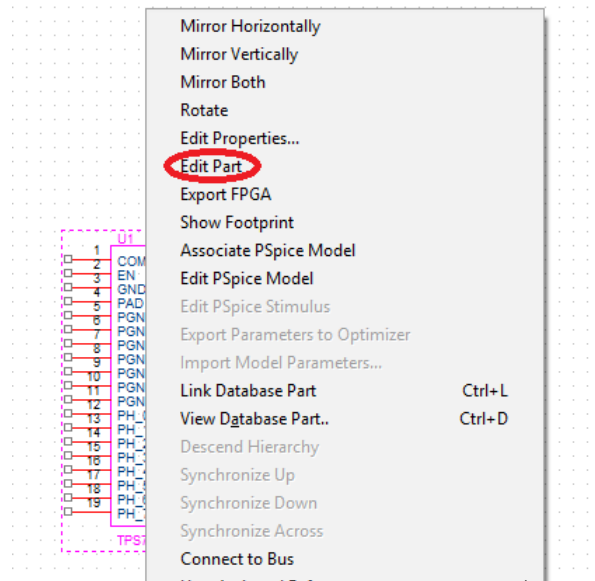 Mirror Horizontally
Mirror Vertically
Mirror Both
Rotate
Edit Properties...
Edit Part
Export FPGA
Show Footprint
Associate PSpice Model
Edit PSpice Model
Edit PSpice Stimulus
Export Parameters to Optimizer
Import Model Parameters...
Link Database Part Ctrl+L
View Database Part.. Ctrl+D
Descend Hierarchy
Synchronize Up
Synchronize Down
Synchronize Across
Connect to Bus
U1
1
2 COM
3 EN
4 GND
5 PAD
6 PGN
7 PGN
8 PGN
9 PGN
10 PGN
11 PGN
12 PGN
13 PH_
14 PH_
15 PH_
16 PH_
17 PH_
18 PH_
19 PH_
PH_
TPS7